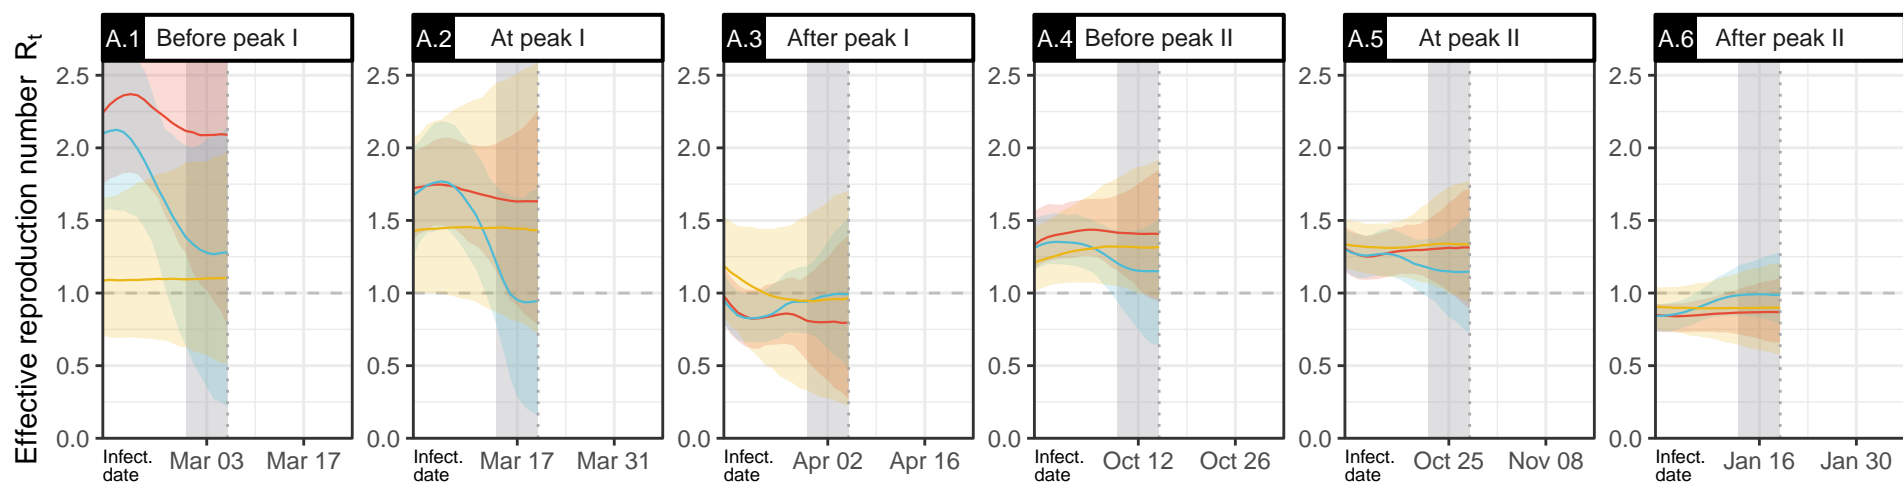 Effective reproduction number Rt
A.1 Before peak I
2.5
2.0
1.5
1.0
0.5
0.0
Infect. date
Mar 03
Mar 17
A.2 At peak I
2.5
2.0
1.5
1.0
0.5
0.0
Infect. date
Mar 17
Mar 31
A.3 After peak I
2.5
2.0
1.5
1.0
0.5
0.0
Infect. date
Apr 02
Apr 16
A.4 Before peak II
2.5
2.0
1.5
1.0
0.5
0.0
Infect. date
Oct 12
Oct 26
A.5 At peak II
2.5
2.0
1.5
1.0
0.5
0.0
Infect. date
Oct 25
Nov 08
A.6 After peak II
2.5
2.0
1.5
1.0
0.5
0.0
Infect. date
Jan 16
Jan 30